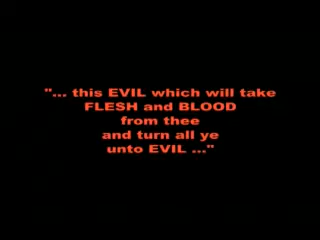 "... this EVIL which will take
FLESH and BLOOD
from thee
and turn all ye
unto EVIL ..."